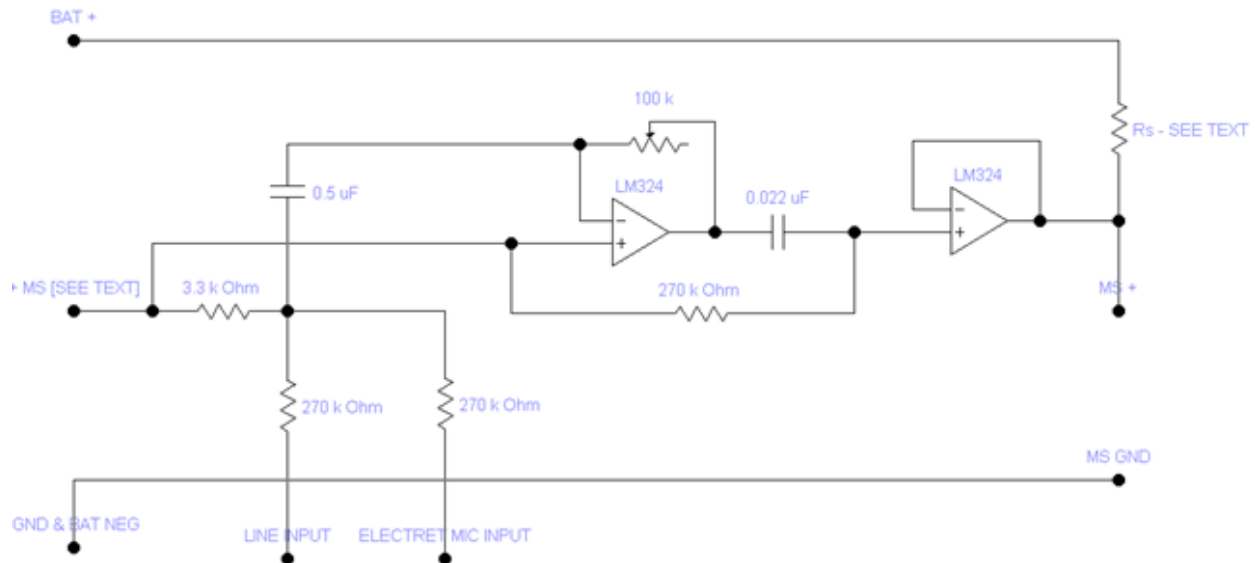 BAT +
100 k
Rs - SEE TEXT
0.5 uF
LM324
0.022 uF
LM324
-
+
-
+
+ MS [SEE TEXT]
3.3 k Ohm
270 k Ohm
MS +
270 k Ohm
270 k Ohm
MS GND
GND & BAT NEG
LINE INPUT
ELECTRET MIC INPUT